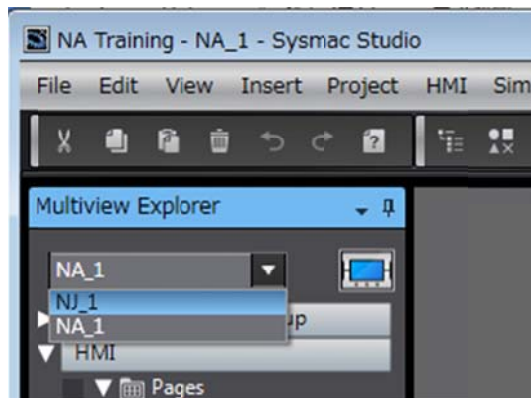 NA Training - NA_1 - Sysmac Studio
File Edit View Insert Project HMI Sim
Multiview Explorer
NA_1
NJ_1
up
NA_1
HMI
Pages